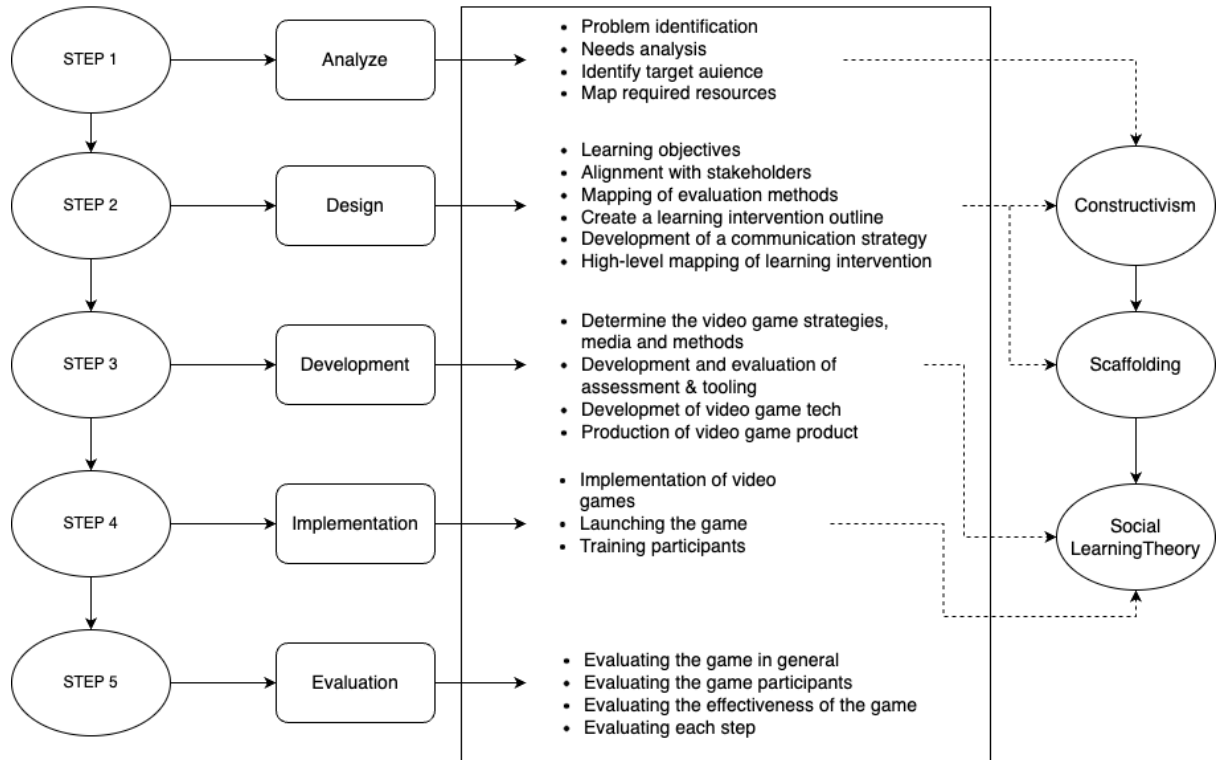 STEP 1
Analyze
• Problem identification
• Needs analysis
• Identify target auience
• Map required resources
STEP 2
Design
• Learning objectives
• Alignment with stakeholders
• Mapping of evaluation methods
• Create a learning intervention outline
• Development of a communication strategy
• High-level mapping of learning intervention
Constructivism
STEP 3
Development
• Determine the video game strategies,
media and methods
• Development and evaluation of
assessment & tooling
• Developmet of video game tech
• Production of video game product
Scaffolding
STEP 4
Implementation
• Implementation of video
games
• Launching the game
• Training participants
Social
LearningTheory
STEP 5
Evaluation
• Evaluating the game in general
• Evaluating the game participants
• Evaluating the effectiveness of the game
• Evaluating each step